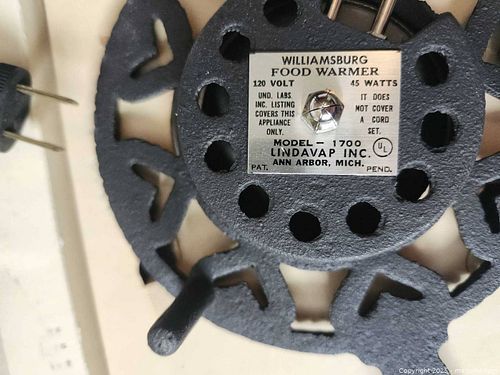 WILLIAMSBURG
FOOD WARMER
120 VOLT 45 WATTS
UND. LABS.
INC. LISTING
COVERS THIS
APPLIANCE
ONLY.
IT DOES
NOT COVER
A CORD
SET.
MODEL - 1700
LINDAVAP INC.
UL
PAT. ANN ARBOR, MICH. PEND.